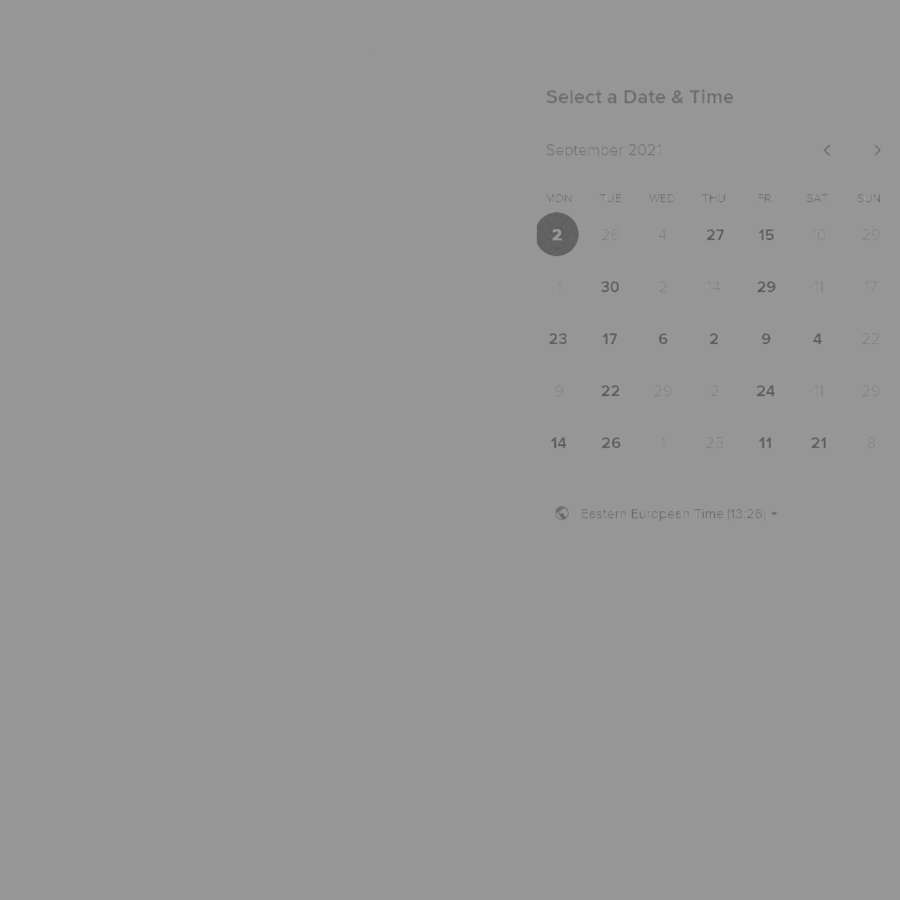 Select a Date & Time
September 2021
MON TUE WED THU FRI SAT SUN
2 26 4 27 15 10 29
1 30 2 14 29 11 17
23 17 6 2 9 4 22
9 22 29 2 24 11 29
14 26 1 25 11 21 8
Eastern European Time (13:26)